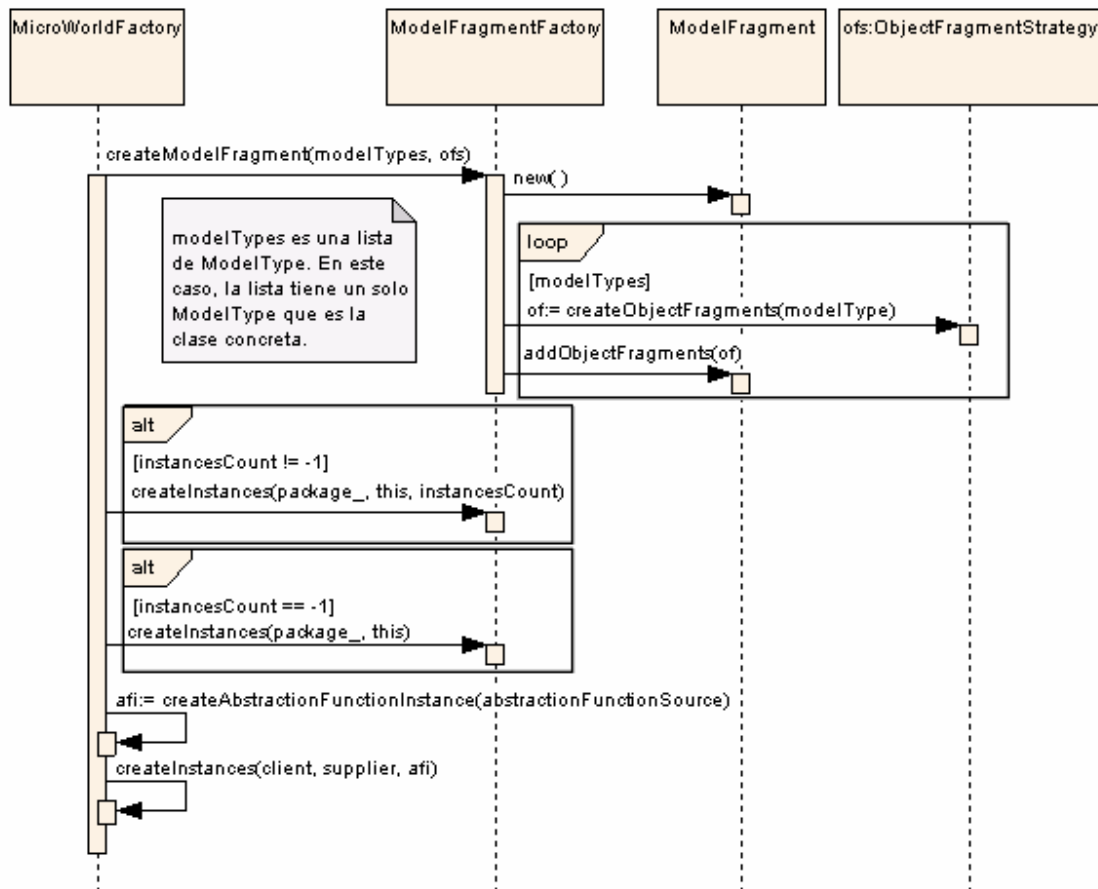 MicroWorldFactory
ModelFragmentFactory
ModelFragment
ofs:ObjectFragmentStrategy
createModelFragment(modelTypes, ofs)
new()
modelTypes es una lista
de ModelType. En este
caso, la lista tiene un solo
ModelType que es la
clase concreta.
loop
[modelTypes]
of:= createObjectFragments(modelType)
addObjectFragments(of)
alt
[instancesCount != -1]
createInstances(package_, this, instancesCount)
alt
[instancesCount == -1]
createInstances(package_, this)
afi:= createAbstractionFunctionInstance(abstractionFunctionSource)
createInstances(client, supplier, afi)